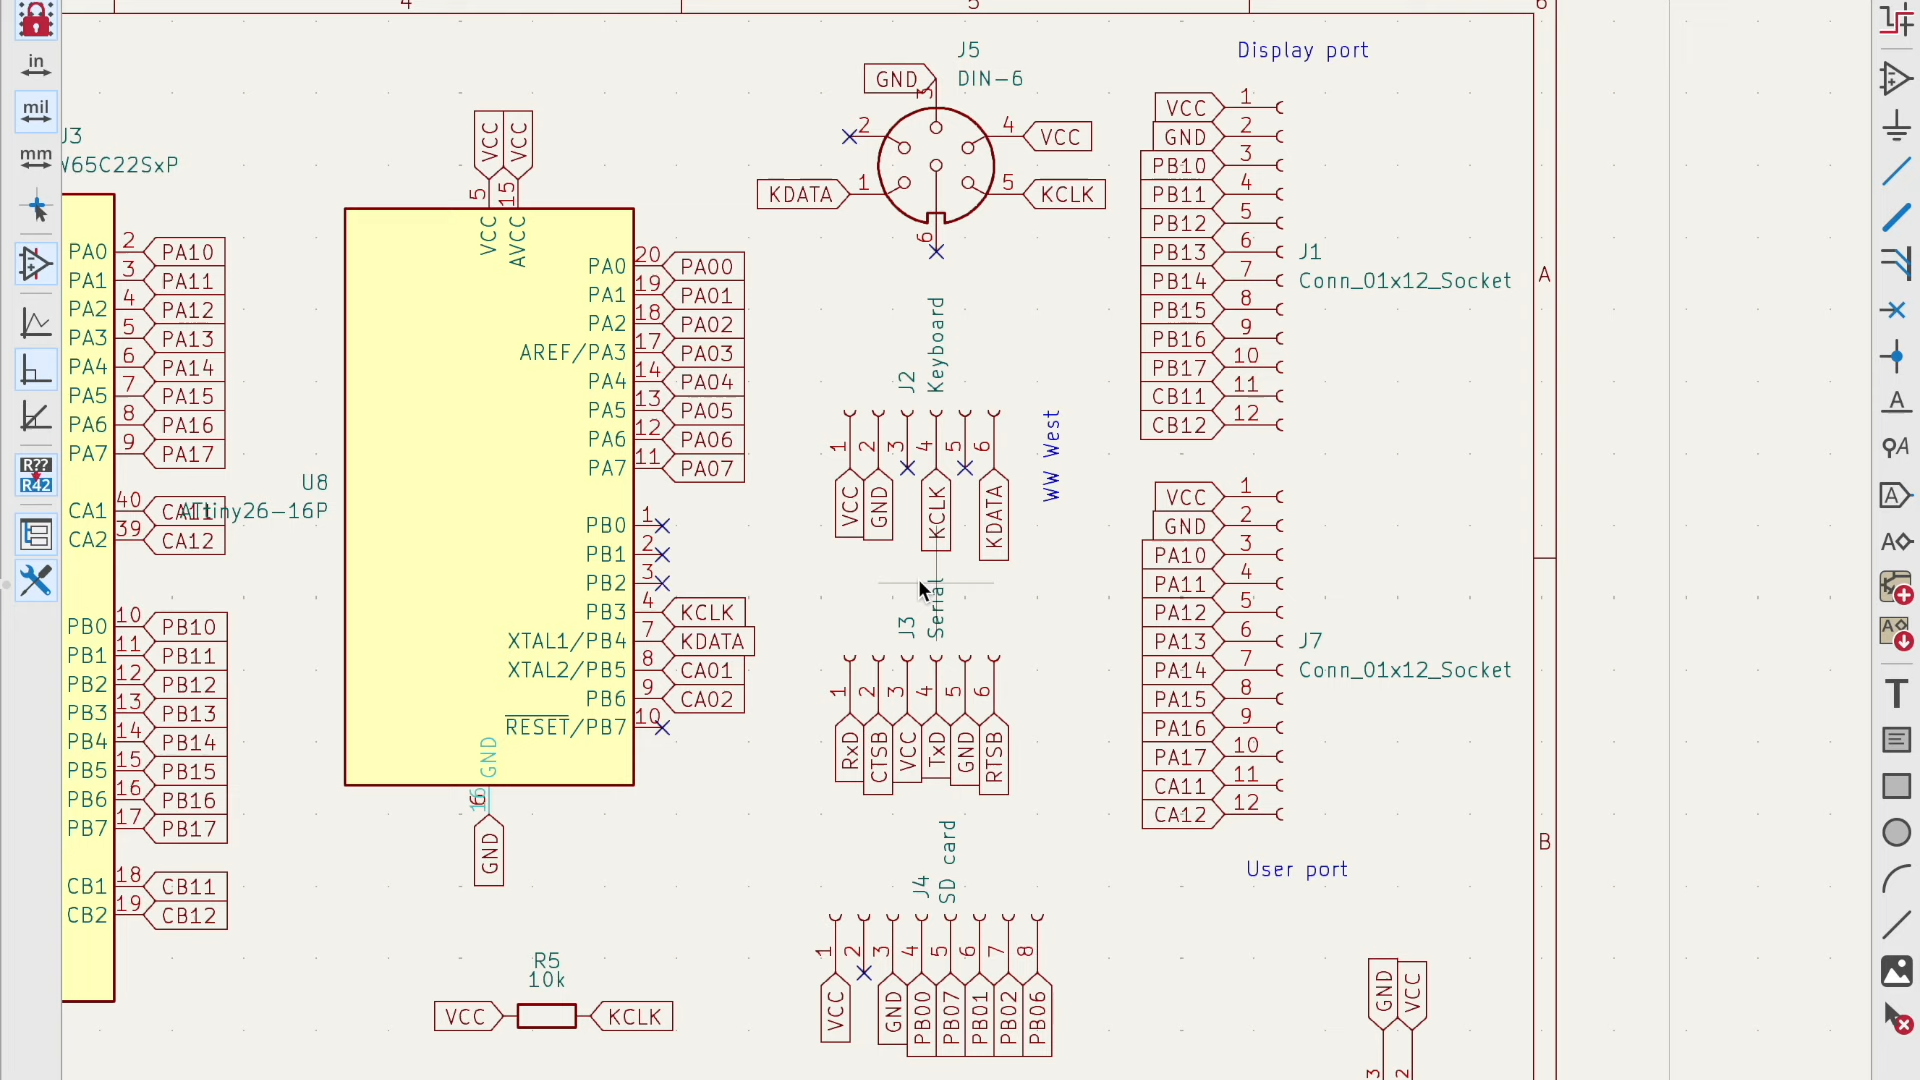 4
5
6
in
mil
mm
R??
R42
J3
W65C22SxP
PA0 2 PA10
PA1 3 PA11
PA2 4 PA12
PA3 5 PA13
PA4 6 PA14
PA5 7 PA15
PA6 8 PA16
PA7 9 PA17
CA1 40 CA11
CA2 39 CA12
PB0 10 PB10
PB1 11 PB11
PB2 12 PB12
PB3 13 PB13
PB4 14 PB14
PB5 15 PB15
PB6 16 PB16
PB7 17 PB17
CB1 18 CB11
CB2 19 CB12
U8
ATtiny26-16P
VCC VCC
5 15
VCC AVCC
PA0 20 PA00
PA1 19 PA01
PA2 18 PA02
AREF/PA3 17 PA03
PA4 14 PA04
PA5 13 PA05
PA6 12 PA06
PA7 11 PA07
PB0 1
PB1 2
PB2 3
PB3 4 KCLK
XTAL1/PB4 7 KDATA
XTAL2/PB5 8 CA01
PB6 9 CA02
RESET/PB7 10
GND
GND
R5
10k
VCC KCLK
J5
DIN-6
GND 3
2
4 VCC
KDATA 1
5 KCLK
6
J2
Keyboard
1 2 3 4 5 6
VCC GND KCLK KDATA
WW West
J3
Serial
1 2 3 4 5 6
RxD CTSB VCC TxD GND RTSB
J4
SD card
1 2 3 4 5 6 7 8
VCC GND PB00 PB07 PB01 PB02 PB06
Display port
VCC 1
GND 2
PB10 3
PB11 4
PB12 5
PB13 6
PB14 7
PB15 8
PB16 9
PB17 10
CB11 11
CB12 12
J1
Conn_01x12_Socket
VCC 1
GND 2
PA10 3
PA11 4
PA12 5
PA13 6
PA14 7
PA15 8
PA16 9
PA17 10
CA11 11
CA12 12
J7
Conn_01x12_Socket
User port
GND VCC
3 2
A
B
A
A
A
A
A
T